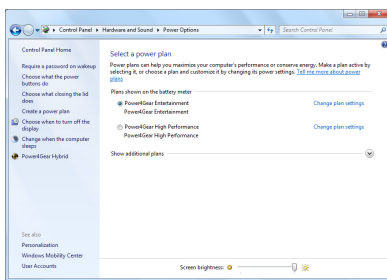 Control Panel ▸ Hardware and Sound ▸ Power Options
Search Control Panel
Control Panel Home
Require a password on wakeup
Choose what the power
buttons do
Choose what closing the lid
does
Create a power plan
Choose when to turn off the
display
Change when the computer
sleeps
Power4Gear Hybrid
See also
Personalization
Windows Mobility Center
User Accounts
Select a power plan
Power plans can help you maximize your computer's performance or conserve energy. Make a plan active by
selecting it, or choose a plan and customize it by changing its power settings. Tell me more about power
plans
Plans shown on the battery meter
Power4Gear Entertainment Change plan settings
Power4Gear Entertainment
Power4Gear High Performance Change plan settings
Power4Gear High Performance
Show additional plans
Screen brightness: